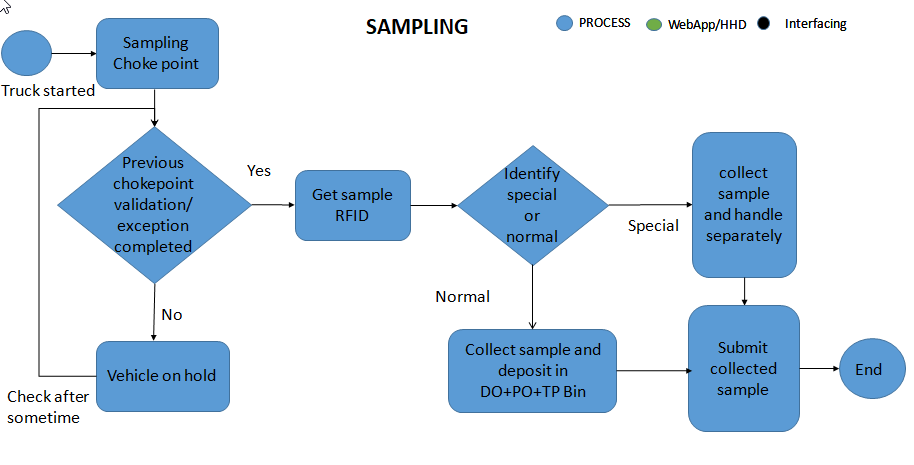 SAMPLING
PROCESS
WebApp/HHD
Interfacing
Truck started
Sampling
Choke point
Previous
chokepoint
validation/
exception
completed
Yes
No
Vehicle on hold
Check after
sometime
Get sample
RFID
Identify
special
or
normal
Special
Normal
collect
sample
and handle
separately
Collect sample and
deposit in
DO+PO+TP Bin
Submit
collected
sample
End